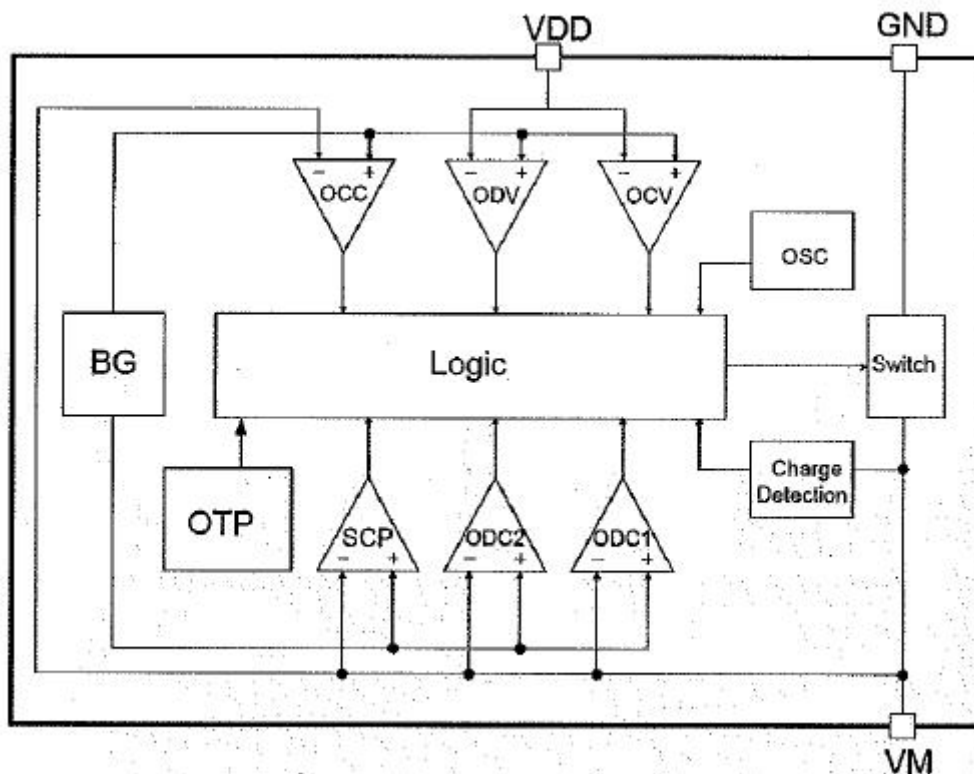 VDD
GND
- +
OCC
- +
ODV
- +
OCV
OSC
BG
Logic
Switch
OTP
SCP
- +
ODC2
- +
ODC1
- +
Charge
Detection
VM